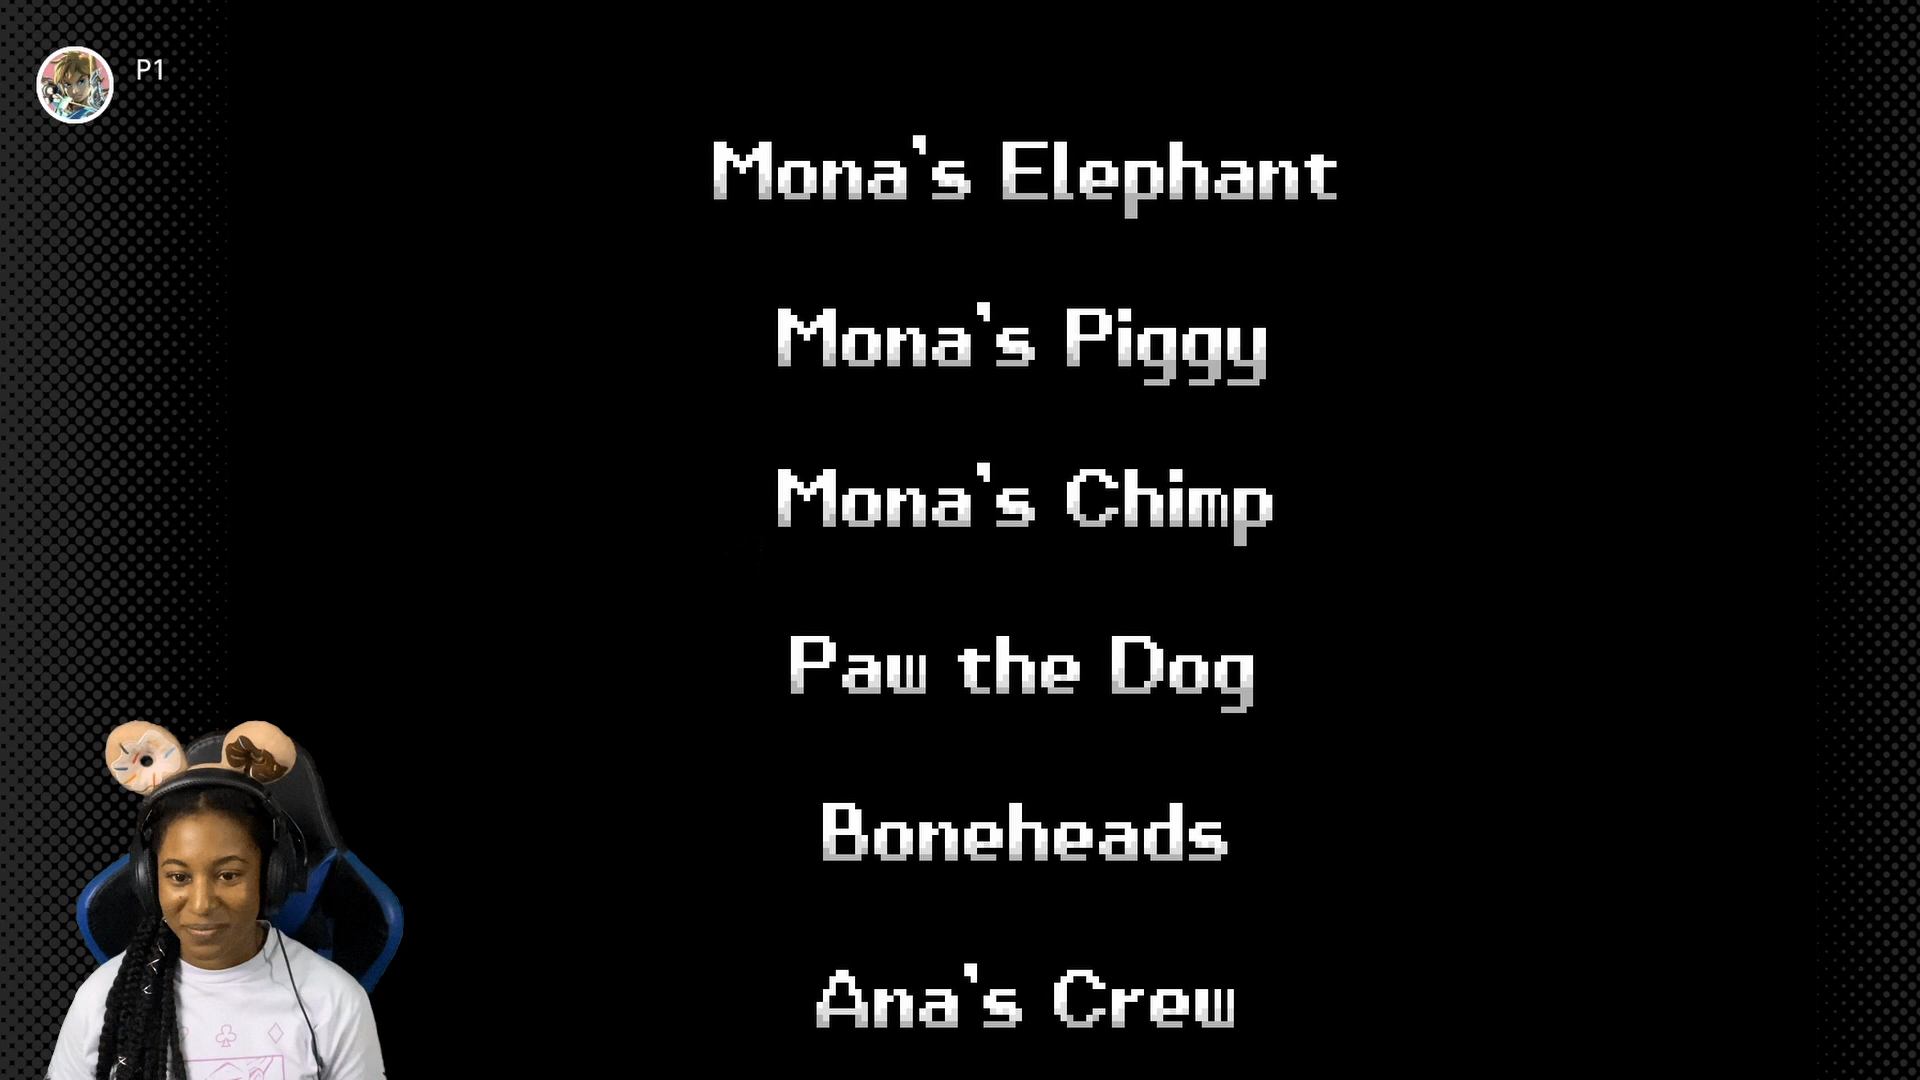 P1
Mona's Elephant
Mona's Piggy
Mona's Chimp
Paw the Dog
Boneheads
Ana's Crew